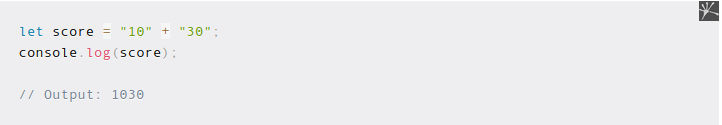 let score = "10" + "30";
console.log(score);
// Output: 1030